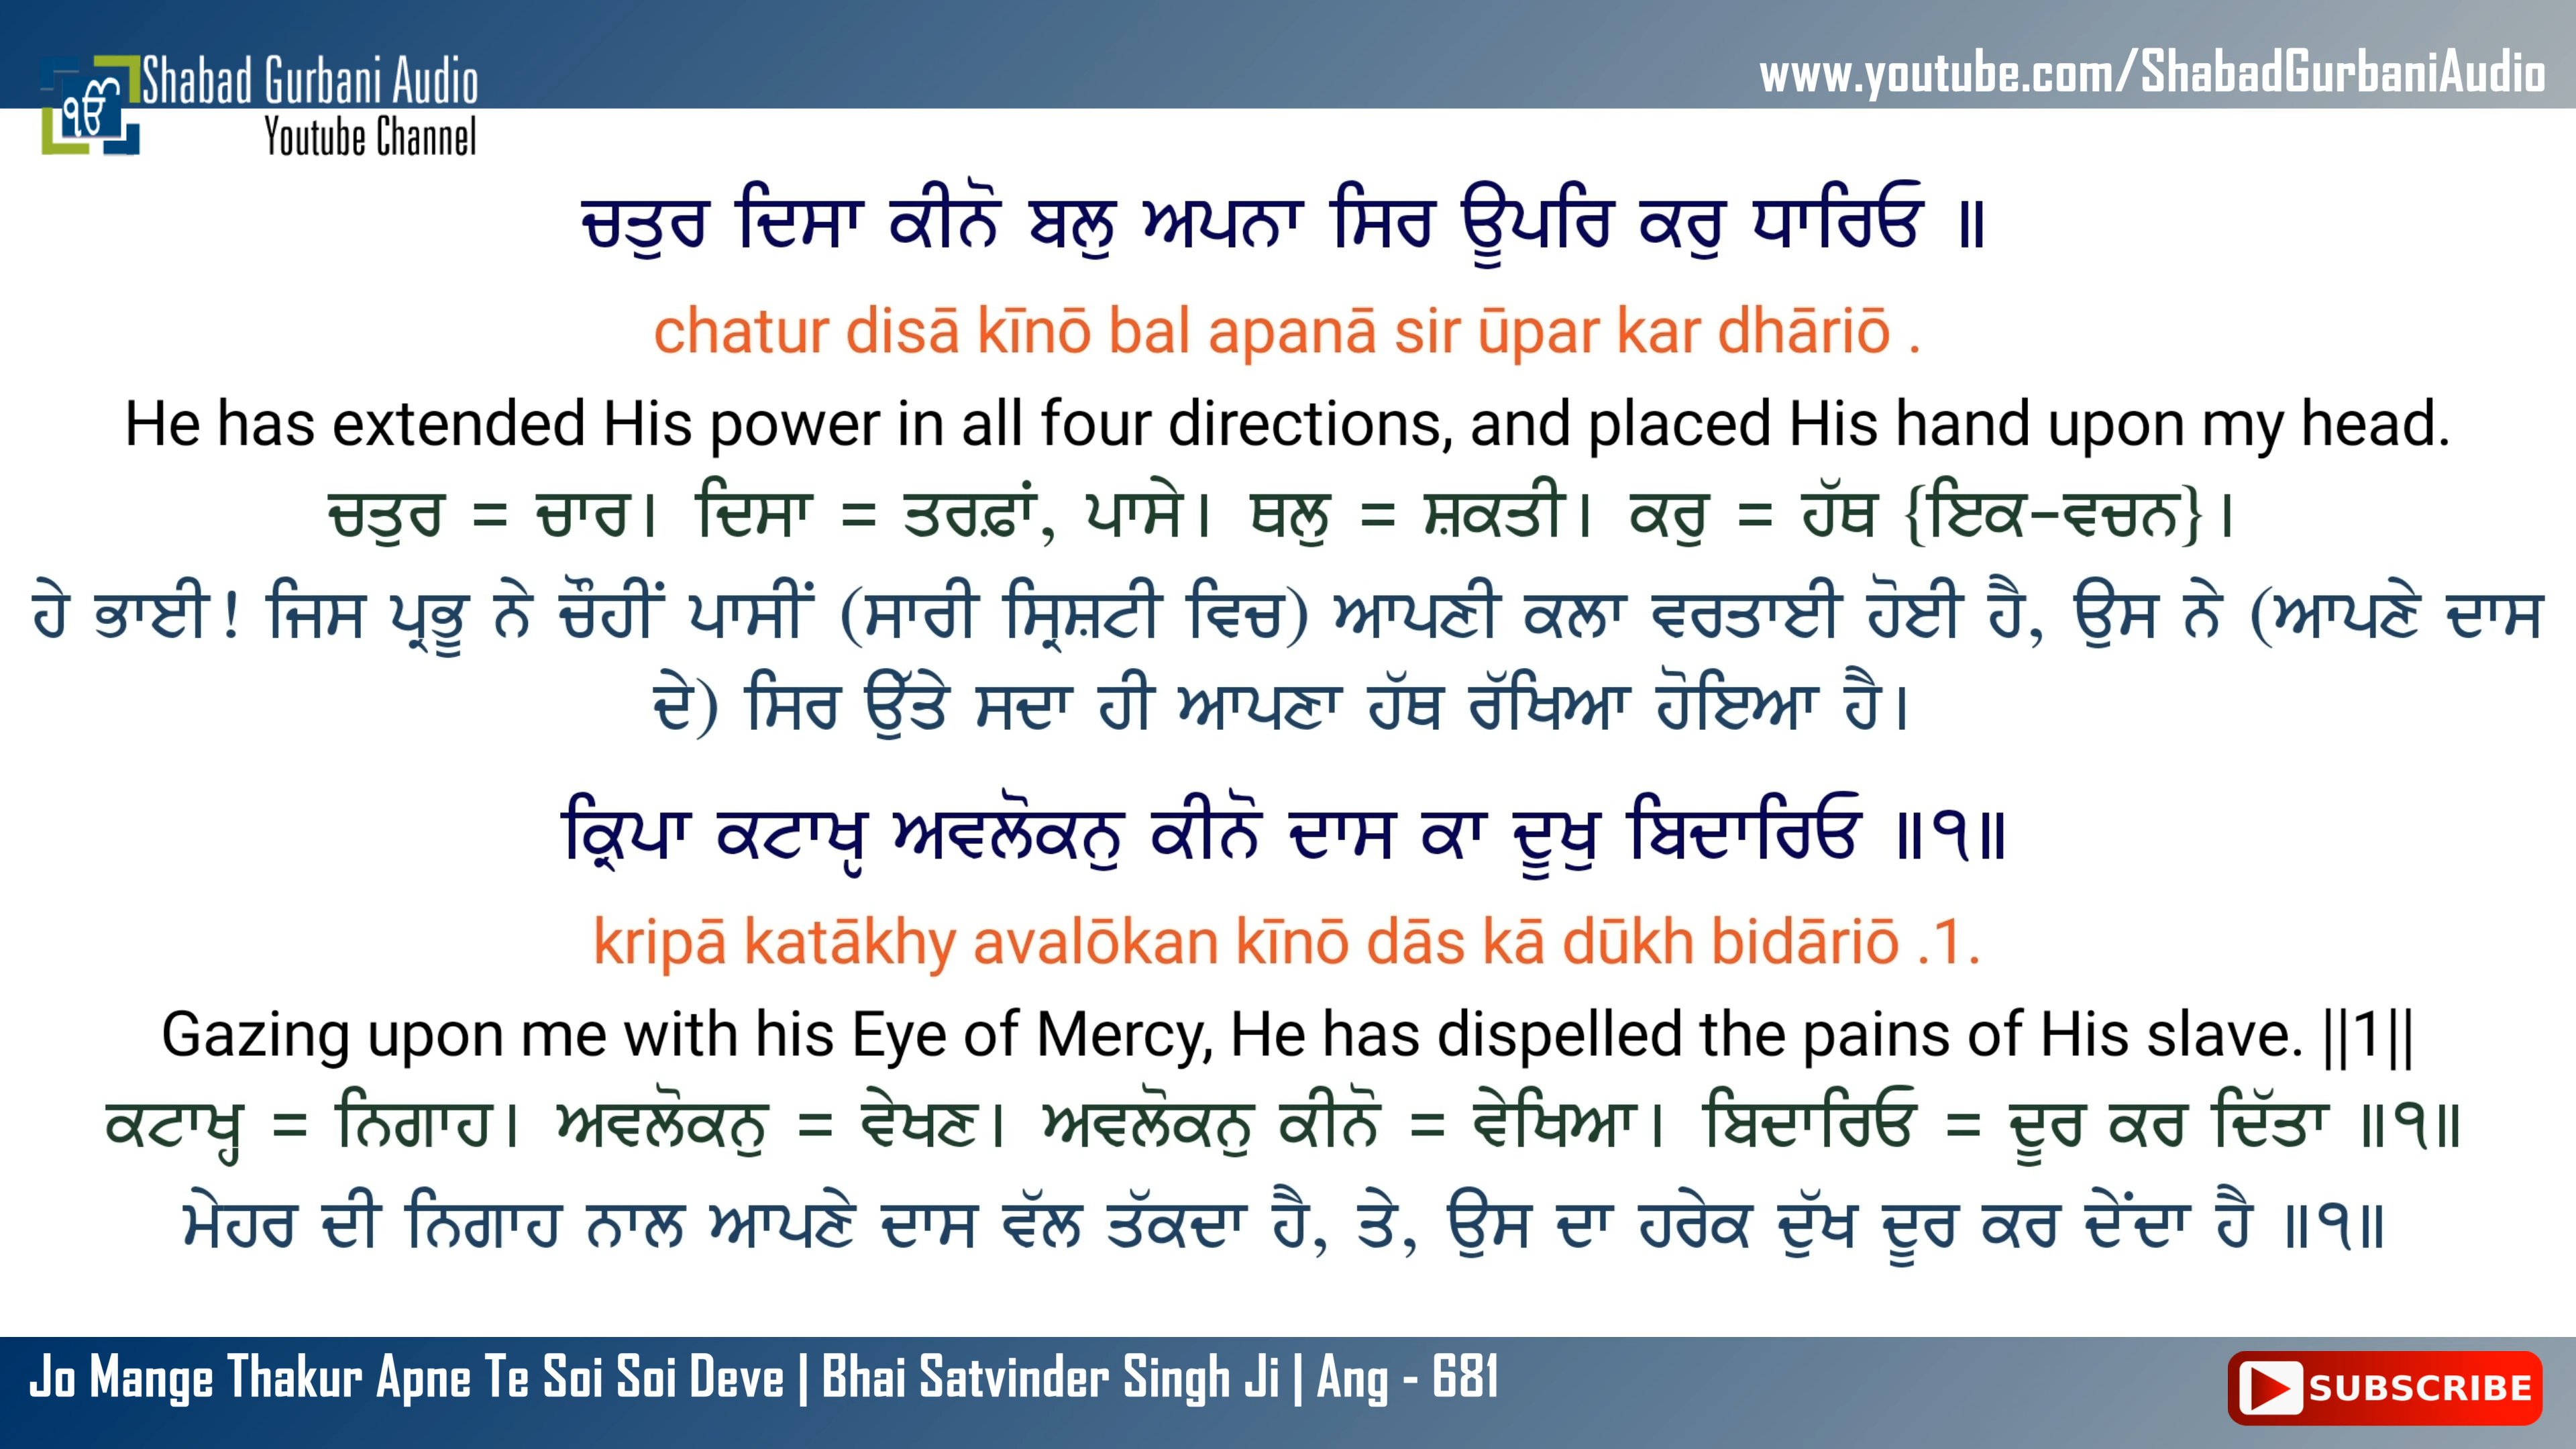 ੴ
Shabad Gurbani Audio
Youtube Channel
www.youtube.com/ShabadGurbaniAudio
ਚਤੁਰ ਦਿਸਾ ਕੀਨੋ ਬਲੁ ਅਪਨਾ ਸਿਰ ਊਪਰਿ ਕਰੁ ਧਾਰਿਓ ॥
chatur disā kīnō bal apanā sir ūpar kar dhāriō .
He has extended His power in all four directions, and placed His hand upon my head.
ਚਤੁਰ = ਚਾਰ। ਦਿਸਾ = ਤਰਫ਼ਾਂ, ਪਾਸੇ। ਥਲੁ = ਸ਼ਕਤੀ। ਕਰੁ = ਹੱਥ {ਇਕ-ਵਚਨ}।
ਹੇ ਭਾਈ! ਜਿਸ ਪ੍ਰਭੂ ਨੇ ਚੌਹੀਂ ਪਾਸੀਂ (ਸਾਰੀ ਸ੍ਰਿਸ਼ਟੀ ਵਿਚ) ਆਪਣੀ ਕਲਾ ਵਰਤਾਈ ਹੋਈ ਹੈ, ਉਸ ਨੇ (ਆਪਣੇ ਦਾਸ
ਦੇ) ਸਿਰ ਉੱਤੇ ਸਦਾ ਹੀ ਆਪਣਾ ਹੱਥ ਰੱਖਿਆ ਹੋਇਆ ਹੈ।
ਕ੍ਰਿਪਾ ਕਟਾਖੵ ਅਵਲੋਕਨੁ ਕੀਨੋ ਦਾਸ ਕਾ ਦੂਖੁ ਬਿਦਾਰਿਓ ॥੧॥
kripā katākhy avalōkan kīnō dās kā dūkh bidāriō .1.
Gazing upon me with his Eye of Mercy, He has dispelled the pains of His slave. ||1||
ਕਟਾਖੵ = ਨਿਗਾਹ। ਅਵਲੋਕਨੁ = ਵੇਖਣ। ਅਵਲੋਕਨੁ ਕੀਨੋ = ਵੇਖਿਆ। ਬਿਦਾਰਿਓ = ਦੂਰ ਕਰ ਦਿੱਤਾ ॥੧॥
ਮੇਹਰ ਦੀ ਨਿਗਾਹ ਨਾਲ ਆਪਣੇ ਦਾਸ ਵੱਲ ਤੱਕਦਾ ਹੈ, ਤੇ, ਉਸ ਦਾ ਹਰੇਕ ਦੁੱਖ ਦੂਰ ਕਰ ਦੇਂਦਾ ਹੈ ॥੧॥
Jo Mange Thakur Apne Te Soi Soi Deve | Bhai Satvinder Singh Ji | Ang - 681
SUBSCRIBE